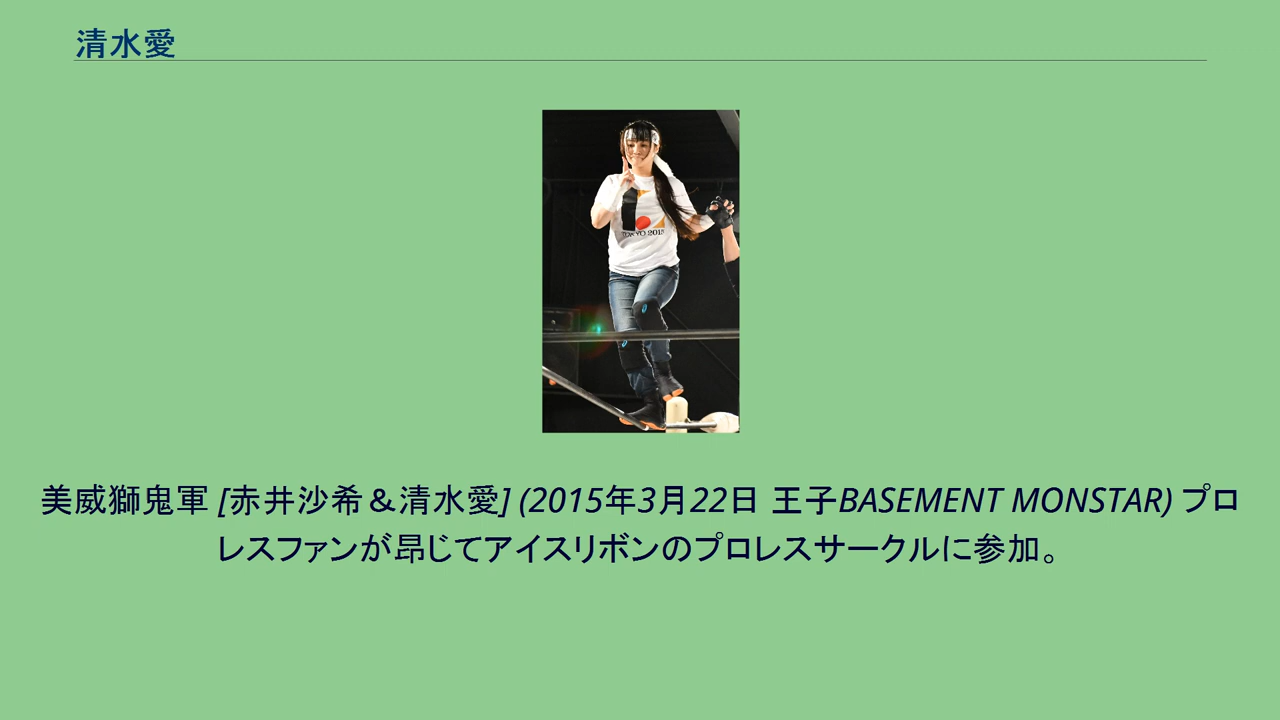 清水愛
TOKYO 2015
美威獅鬼軍 [赤井沙希＆清水愛] (2015年3月22日 王子BASEMENT MONSTAR) プロ
レスファンが昂じてアイスリボンのプロレスサークルに参加。